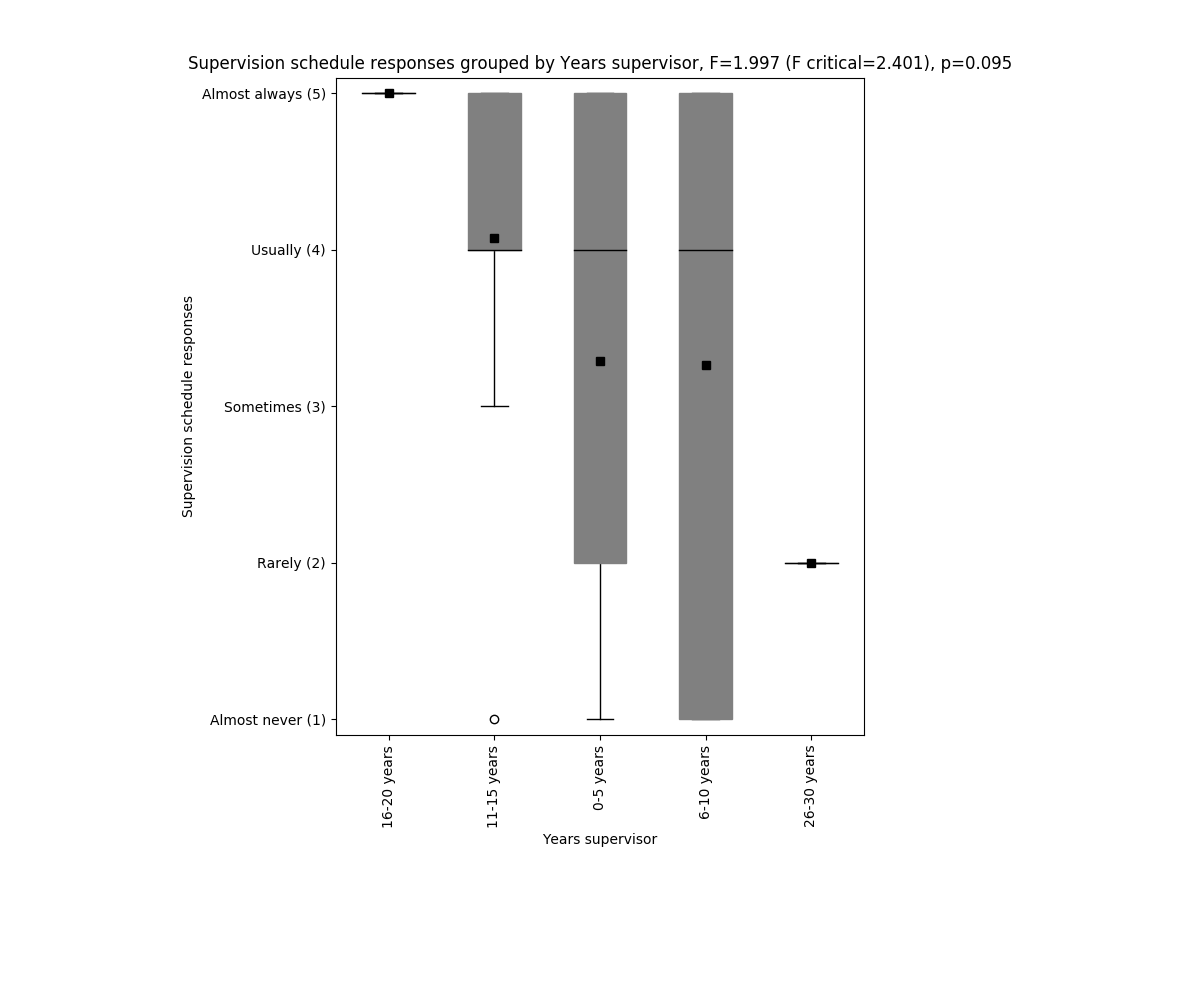 Supervision schedule responses grouped by Years supervisor, F=1.997 (F critical=2.401), p=0.095
Almost always (5)
Usually (4)
Sometimes (3)
Rarely (2)
Almost never (1)
Supervision schedule responses
16-20 years
11-15 years
0-5 years
6-10 years
26-30 years
Years supervisor